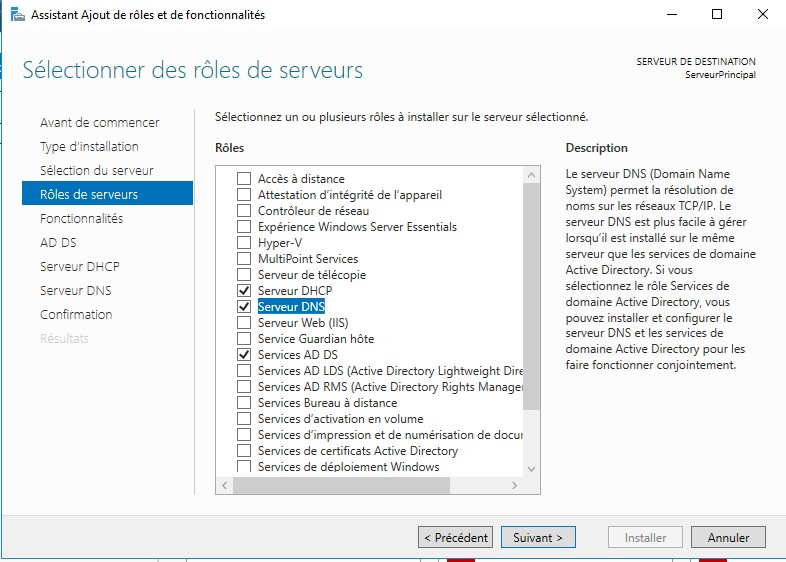 Assistant Ajout de rôles et de fonctionnalités
Sélectionner des rôles de serveurs
SERVEUR DE DESTINATION
ServeurPrincipal
Avant de commencer
Type d'installation
Sélection du serveur
Rôles de serveurs
Fonctionnalités
AD DS
Serveur DHCP
Serveur DNS
Confirmation
Résultats
Sélectionnez un ou plusieurs rôles à installer sur le serveur sélectionné.
Rôles
Accès à distance
Attestation d'intégrité de l'appareil
Contrôleur de réseau
Expérience Windows Server Essentials
Hyper-V
MultiPoint Services
Serveur de télécopie
Serveur DHCP
Serveur DNS
Serveur Web (IIS)
Service Guardian hôte
Services AD DS
Services AD LDS (Active Directory Lightweight Dire
Services AD RMS (Active Directory Rights Manage
Services Bureau à distance
Services d'activation en volume
Services d'impression et de numérisation de docu
Services de certificats Active Directory
Services de déploiement Windows
Description
Le serveur DNS (Domain Name
System) permet la résolution de
noms sur les réseaux TCP/IP. Le
serveur DNS est plus facile à gérer
lorsqu'il est installé sur le même
serveur que les services de domaine
Active Directory. Si vous
sélectionnez le rôle Services de
domaine Active Directory, vous
pouvez installer et configurer le
serveur DNS et les services de
domaine Active Directory pour les
faire fonctionner conjointement.
< Précédent
Suivant >
Installer
Annuler